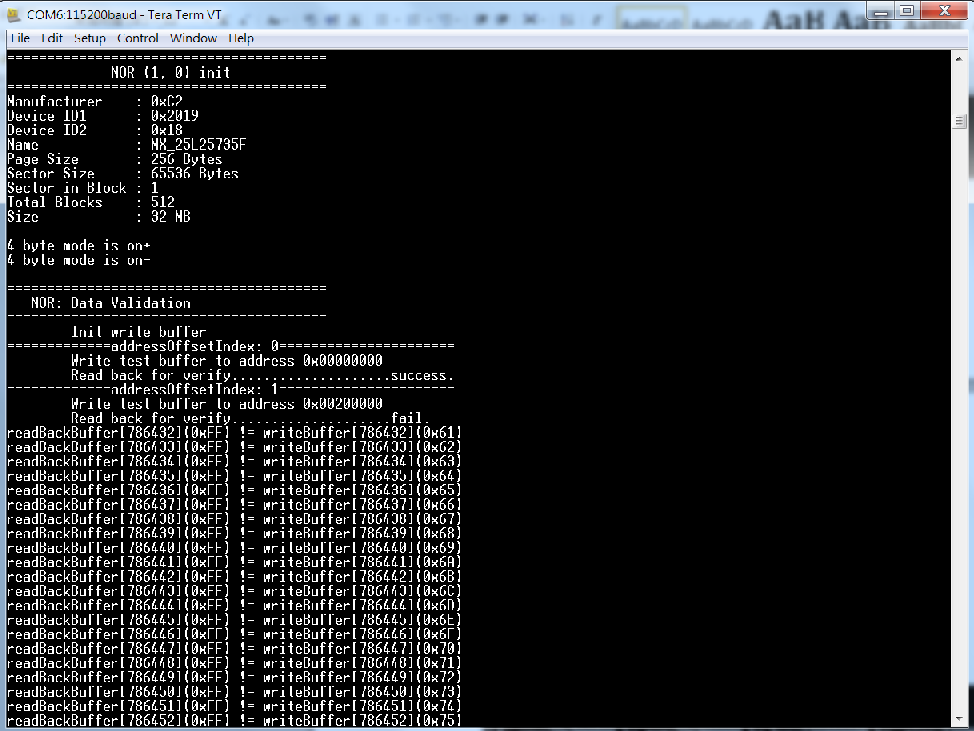 COM6:115200baud - Tera Term VT
File Edit Setup Control Window Help
========================================
NOR (1, 0) init
========================================
Manufacturer : 0xC2
Device ID1 : 0x2019
Device ID2 : 0x18
Name : MX_25L25735F
Page Size : 256 Bytes
Sector Size : 65536 Bytes
Sector in Block : 1
Total Blocks : 512
Size : 32 MB
4 byte mode is on+
4 byte mode is on-
========================================
NOR: Data Validation
----------------------------------------
Init write buffer
=============addressOffsetIndex: 0======================
Write test buffer to address 0x00000000
Read back for verify....................success.
-------------addressOffsetIndex: 1----------------------
Write test buffer to address 0x00200000
Read back for verify....................fail.
readBackBuffer[786432](0xFF) != writeBuffer[786432](0x61)
readBackBuffer[786433](0xFF) != writeBuffer[786433](0x62)
readBackBuffer[786434](0xFF) != writeBuffer[786434](0x63)
readBackBuffer[786435](0xFF) != writeBuffer[786435](0x64)
readBackBuffer[786436](0xFF) != writeBuffer[786436](0x65)
readBackBuffer[786437](0xFF) != writeBuffer[786437](0x66)
readBackBuffer[786438](0xFF) != writeBuffer[786438](0x67)
readBackBuffer[786439](0xFF) != writeBuffer[786439](0x68)
readBackBuffer[786440](0xFF) != writeBuffer[786440](0x69)
readBackBuffer[786441](0xFF) != writeBuffer[786441](0x6A)
readBackBuffer[786442](0xFF) != writeBuffer[786442](0x6B)
readBackBuffer[786443](0xFF) != writeBuffer[786443](0x6C)
readBackBuffer[786444](0xFF) != writeBuffer[786444](0x6D)
readBackBuffer[786445](0xFF) != writeBuffer[786445](0x6E)
readBackBuffer[786446](0xFF) != writeBuffer[786446](0x6F)
readBackBuffer[786447](0xFF) != writeBuffer[786447](0x70)
readBackBuffer[786448](0xFF) != writeBuffer[786448](0x71)
readBackBuffer[786449](0xFF) != writeBuffer[786449](0x72)
readBackBuffer[786450](0xFF) != writeBuffer[786450](0x73)
readBackBuffer[786451](0xFF) != writeBuffer[786451](0x74)
readBackBuffer[786452](0xFF) != writeBuffer[786452](0x75)